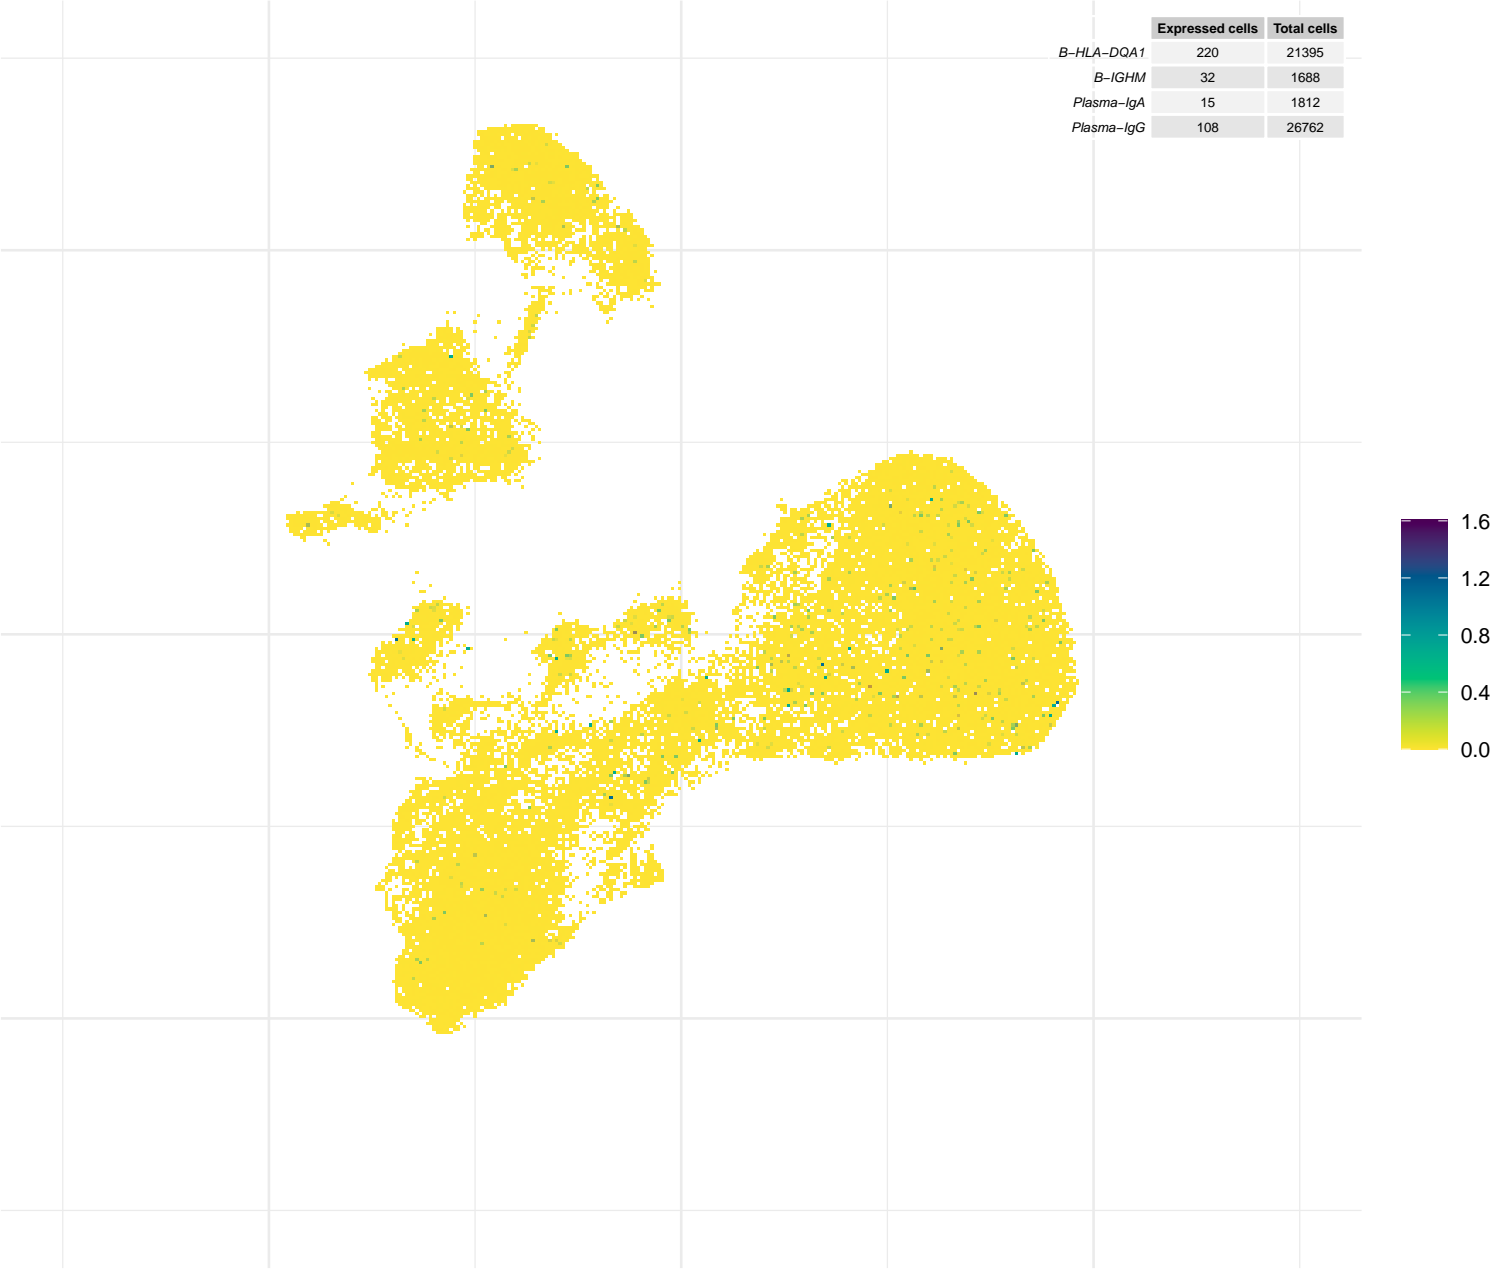 Expressed cells Total cells
B−HLA−DQA1 220 21395
B−IGHM 32 1688
Plasma−IgA 15 1812
Plasma−IgG 108 26762
1.6
1.2
0.8
0.4
0.0